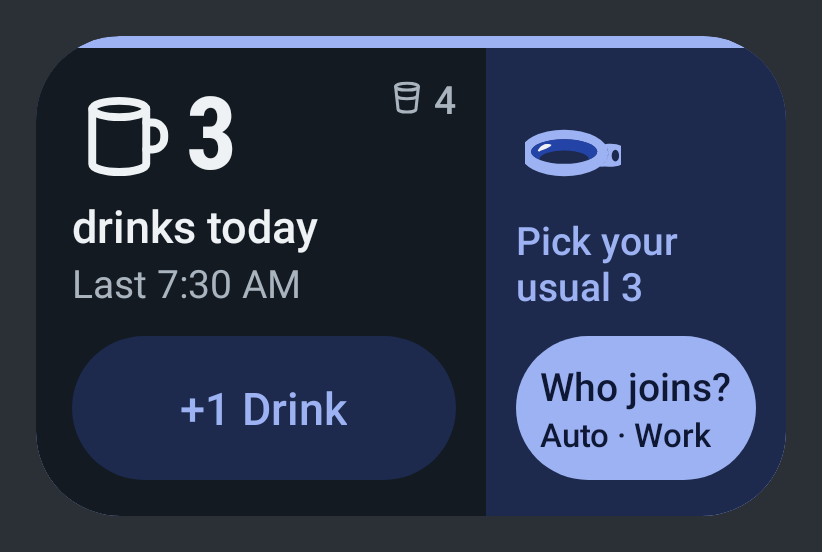 3
4
drinks today
Last 7:30 AM
+1 Drink
Pick your
usual 3
Who joins?
Auto · Work